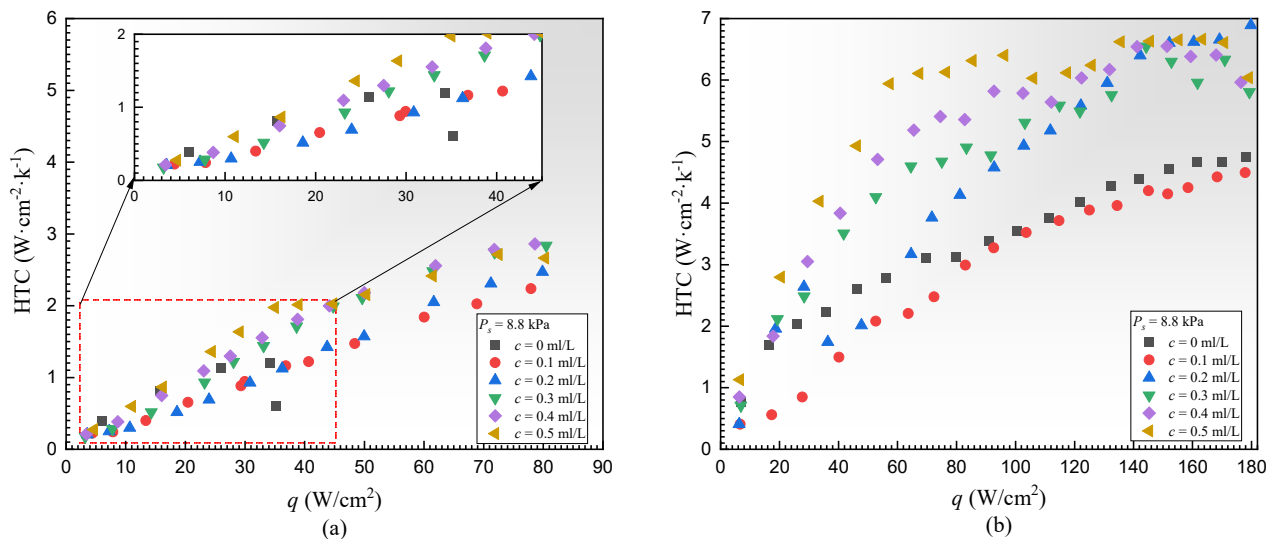 (a)
6
5
4
3
2
1
0
HTC (W·cm⁻²·k⁻¹)
2
1
0
0
10
20
30
40
P_s = 8.8 kPa
c = 0 ml/L
c = 0.1 ml/L
c = 0.2 ml/L
c = 0.3 ml/L
c = 0.4 ml/L
c = 0.5 ml/L
0 10 20 30 40 50 60 70 80 90
q (W/cm²)
(a)
(b)
7
6
5
4
3
2
1
0
HTC (W·cm⁻²·k⁻¹)
P_s = 8.8 kPa
c = 0 ml/L
c = 0.1 ml/L
c = 0.2 ml/L
c = 0.3 ml/L
c = 0.4 ml/L
c = 0.5 ml/L
0 20 40 60 80 100 120 140 160 180
q (W/cm²)
(b)